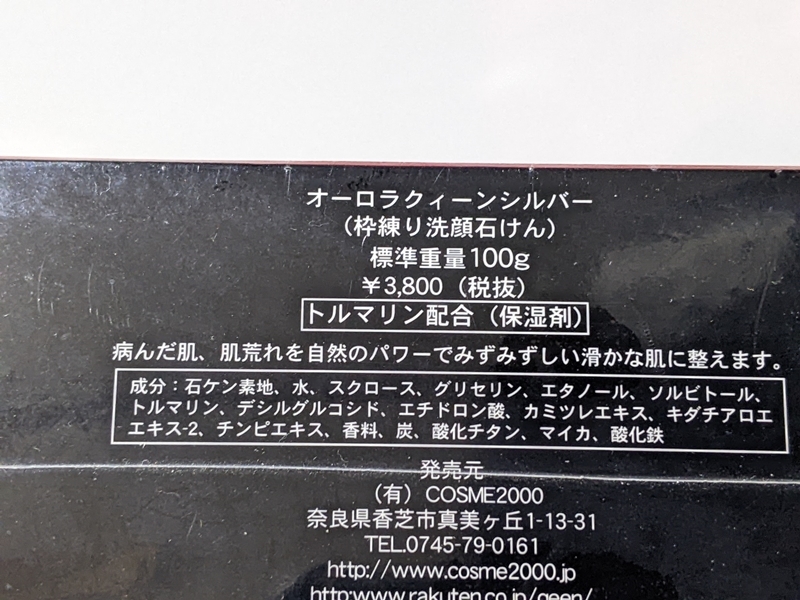 オーロラクィーンシルバー
（枠練り洗顔石けん）
標準重量100g
￥3,800（税抜）
トルマリン配合（保湿剤）
病んだ肌、肌荒れを自然のパワーでみずみずしい滑かな肌に整えます。
成分：石ケン素地、水、スクロース、グリセリン、エタノール、ソルビトール、
トルマリン、デシルグルコシド、エチドロン酸、カミツレエキス、キダチアロエ
エキス-2、チンピエキス、香料、炭、酸化チタン、マイカ、酸化鉄
発売元
（有）COSME2000
奈良県香芝市真美ヶ丘1-13-31
TEL.0745-79-0161
http://www.cosme2000.jp
http:www.rakuten.co.jp/geen/